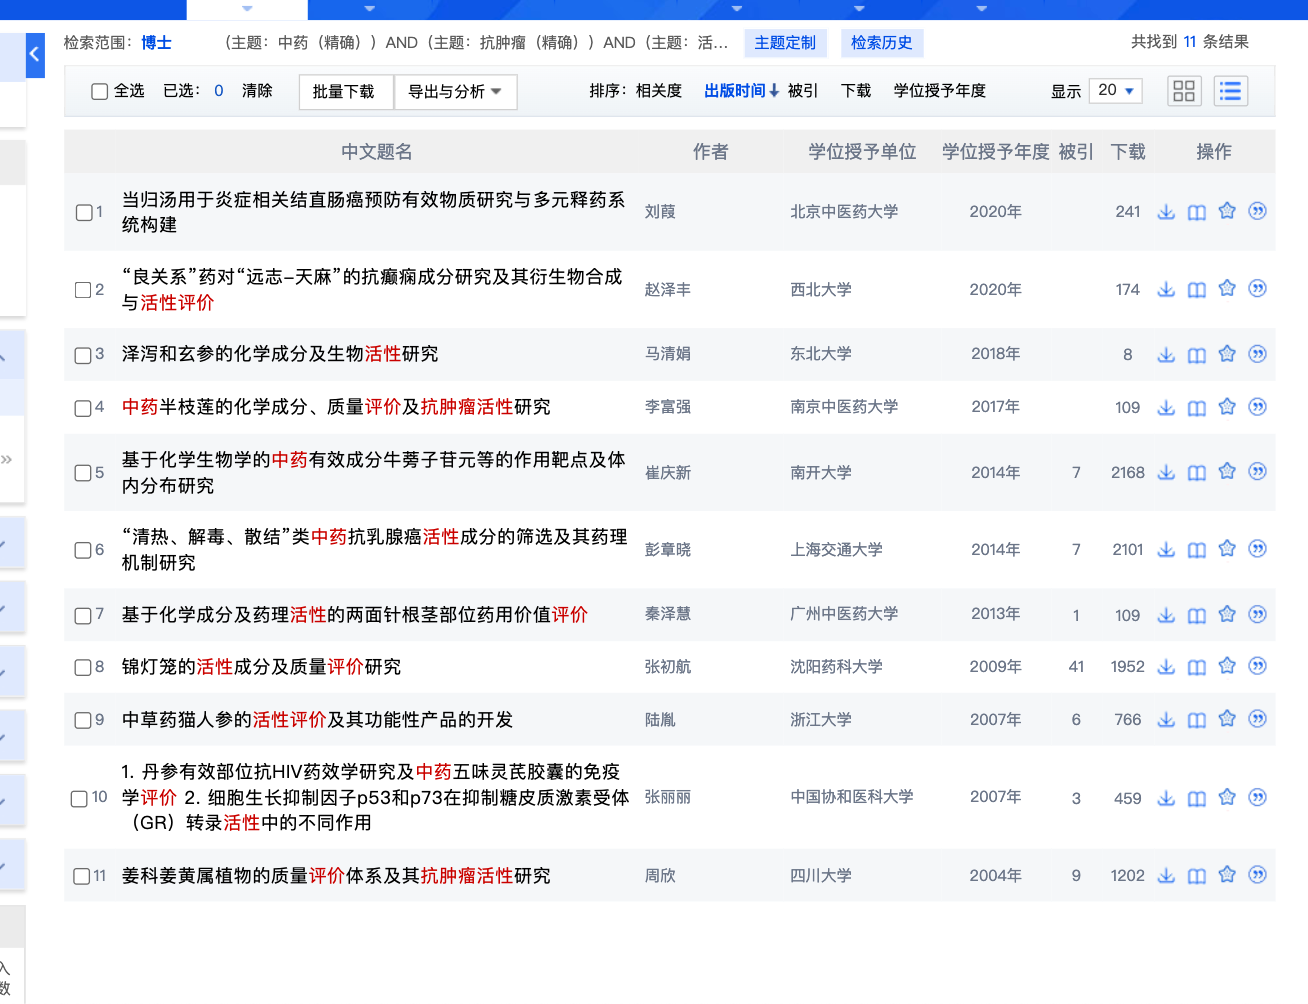 检索范围：博士 （主题：中药（精确））AND（主题：抗肿瘤（精确））AND（主题：活... 主题定制 检索历史 共找到 11 条结果
全选 已选：0 清除 批量下载 导出与分析 排序：相关度 出版时间↓ 被引 下载 学位授予年度 显示 20
中文题名 作者 学位授予单位 学位授予年度 被引 下载 操作
1 当归汤用于炎症相关结直肠癌预防有效物质研究与多元释药系
统构建 刘葭 北京中医药大学 2020年 241
2 “良关系”药对“远志–天麻”的抗癫痫成分研究及其衍生物合成
与活性评价 赵泽丰 西北大学 2020年 174
3 泽泻和玄参的化学成分及生物活性研究 马清娟 东北大学 2018年 8
4 中药半枝莲的化学成分、质量评价及抗肿瘤活性研究 李富强 南京中医药大学 2017年 109
5 基于化学生物学的中药有效成分牛蒡子苷元等的作用靶点及体
内分布研究 崔庆新 南开大学 2014年 7 2168
6 “清热、解毒、散结”类中药抗乳腺癌活性成分的筛选及其药理
机制研究 彭章晓 上海交通大学 2014年 7 2101
7 基于化学成分及药理活性的两面针根茎部位药用价值评价 秦泽慧 广州中医药大学 2013年 1 109
8 锦灯笼的活性成分及质量评价研究 张初航 沈阳药科大学 2009年 41 1952
9 中草药猫人参的活性评价及其功能性产品的开发 陆胤 浙江大学 2007年 6 766
10 1. 丹参有效部位抗HIV药效学研究及中药五味灵芪胶囊的免疫
学评价 2. 细胞生长抑制因子p53和p73在抑制糖皮质激素受体
（GR）转录活性中的不同作用 张丽丽 中国协和医科大学 2007年 3 459
11 姜科姜黄属植物的质量评价体系及其抗肿瘤活性研究 周欣 四川大学 2004年 9 1202
入
数